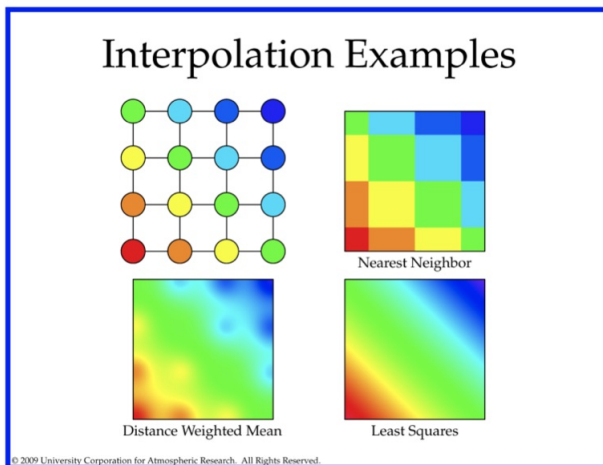 Interpolation Examples
Nearest Neighbor
Distance Weighted Mean
Least Squares
© 2009 University Corporation for Atmospheric Research. All Rights Reserved.